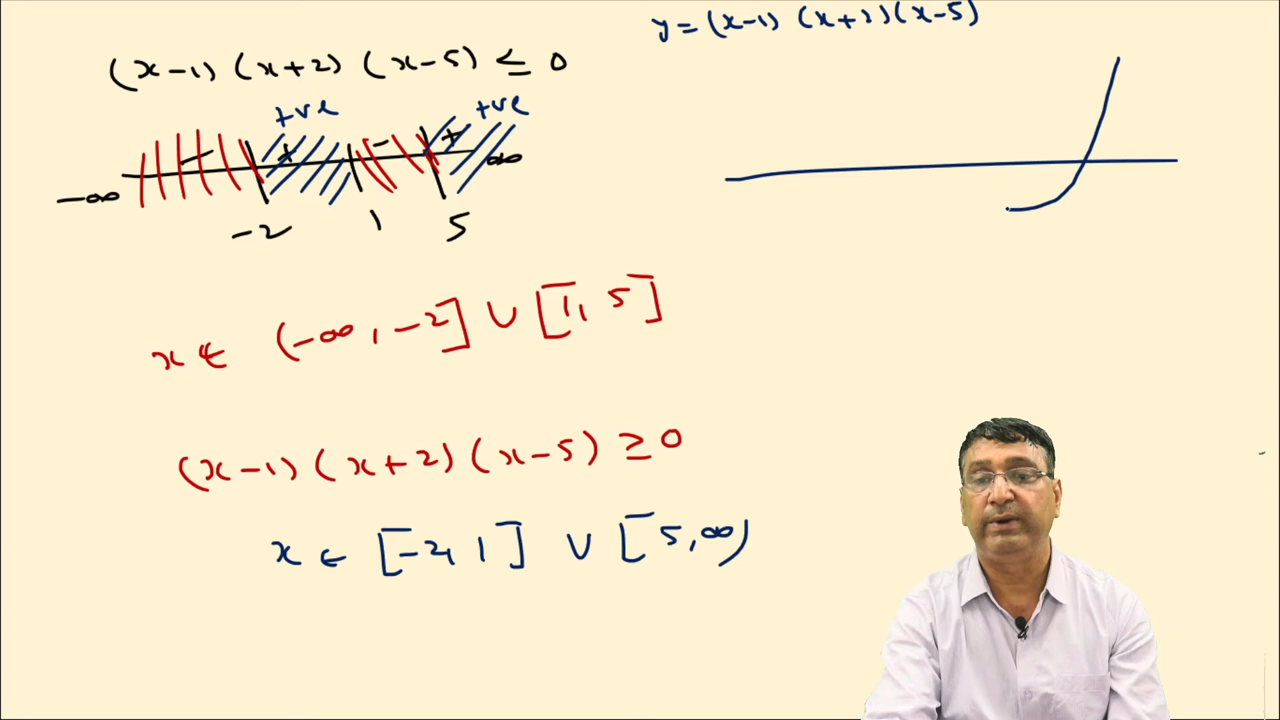 y = (x-1) (x+2)(x-5)
(x-1) (x+2) (x-5) ≤ 0
+ve +ve
- + - +
-∞ ∞
-2 1 5
x ∈ (-∞, -2] ∪ [1, 5]
(x-1) (x+2) (x-5) ≥ 0
x ∈ [-2, 1] ∪ [5, ∞)